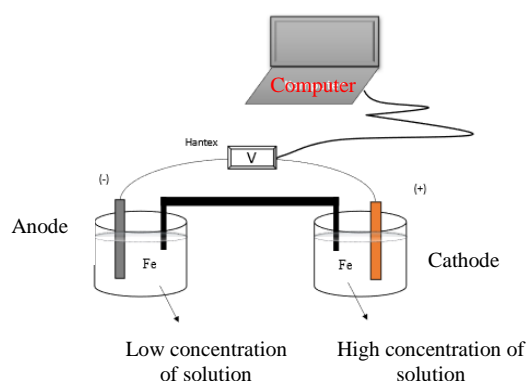 Computer
Hantex
V
(-)
(+)
Anode
Fe
Fe
Cathode
Low concentration
of solution
High concentration of
solution